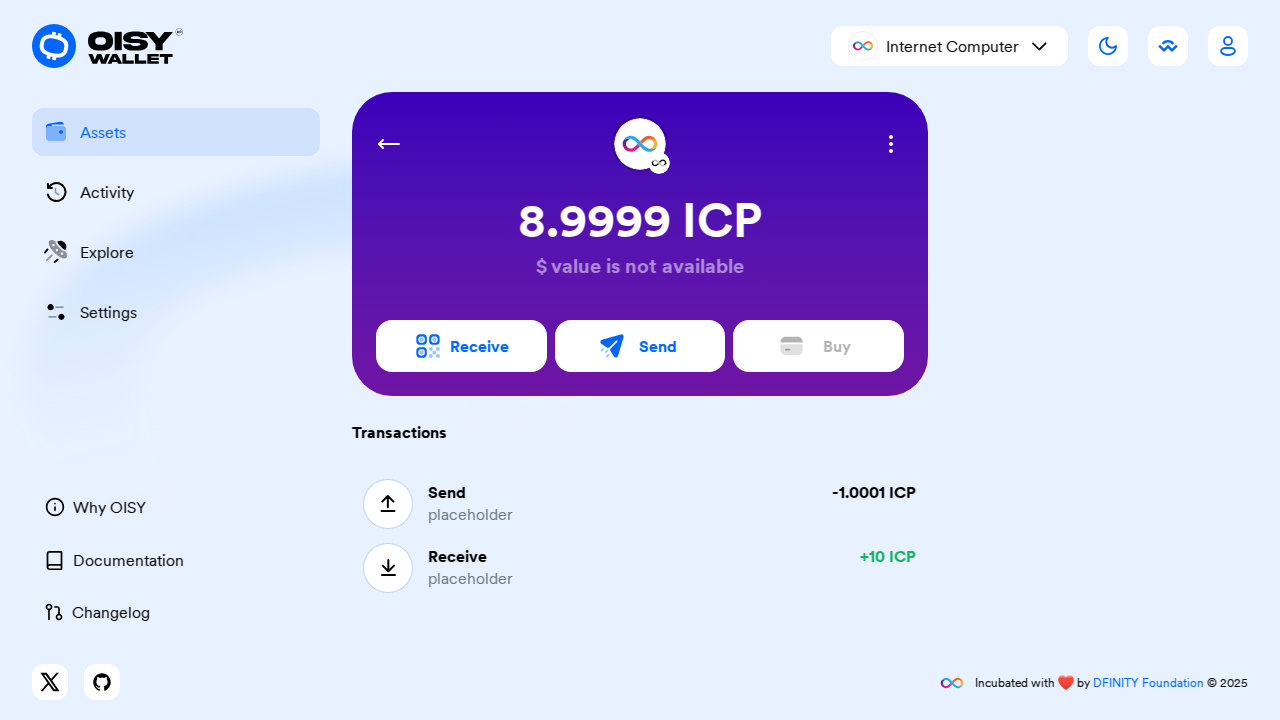 OISY
WALLET
Internet Computer
Assets
Activity
Explore
Settings
8.9999 ICP
$ value is not available
Receive
Send
Buy
Transactions
Send
-1.0001 ICP
placeholder
Receive
+10 ICP
placeholder
Why OISY
Documentation
Changelog
Incubated with ❤️ by DFINITY Foundation © 2025